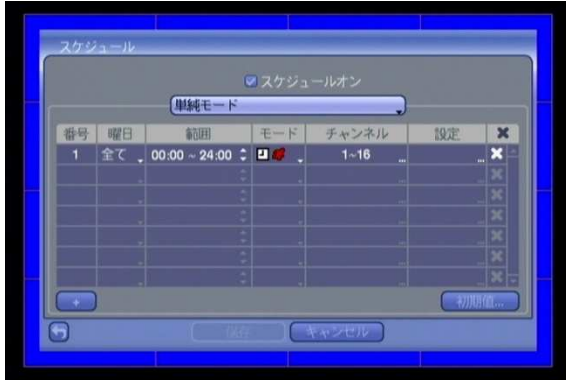 スケジュール
スケジュールオン
単純モード
番号 曜日 範囲 モード チャンネル 設定 ✖
1 全て 00:00 ~ 24:00 1~16 ... ... ✖
+ 初期値...
保存 キャンセル